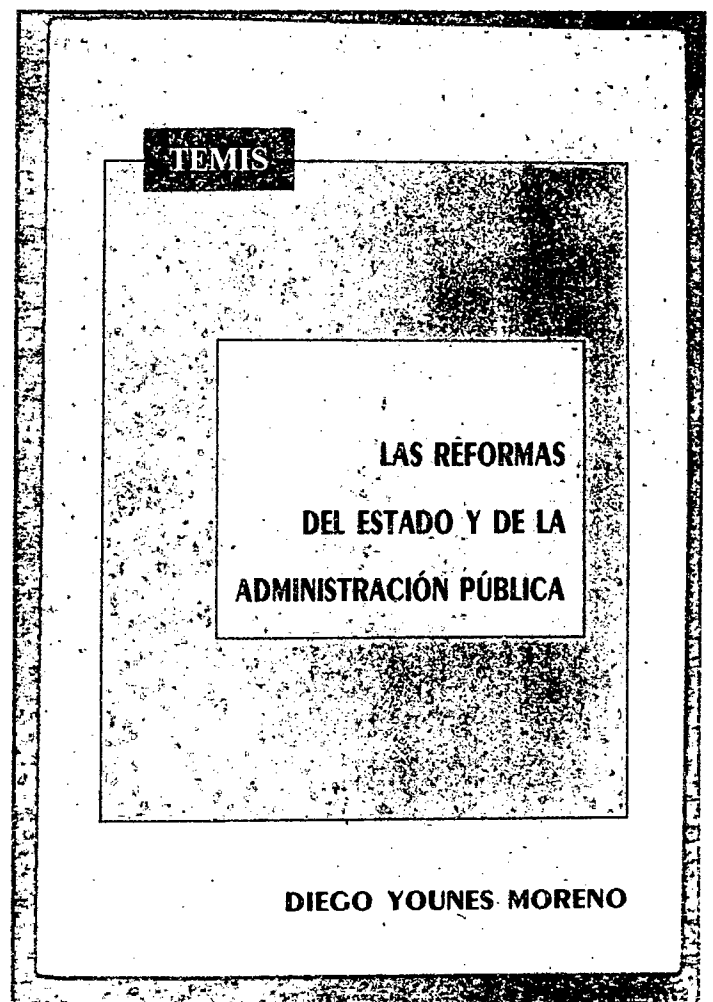 TEMIS
LAS REFORMAS
DEL ESTADO Y DE LA
ADMINISTRACIÓN PÚBLICA
DIEGO YOUNES MORENO